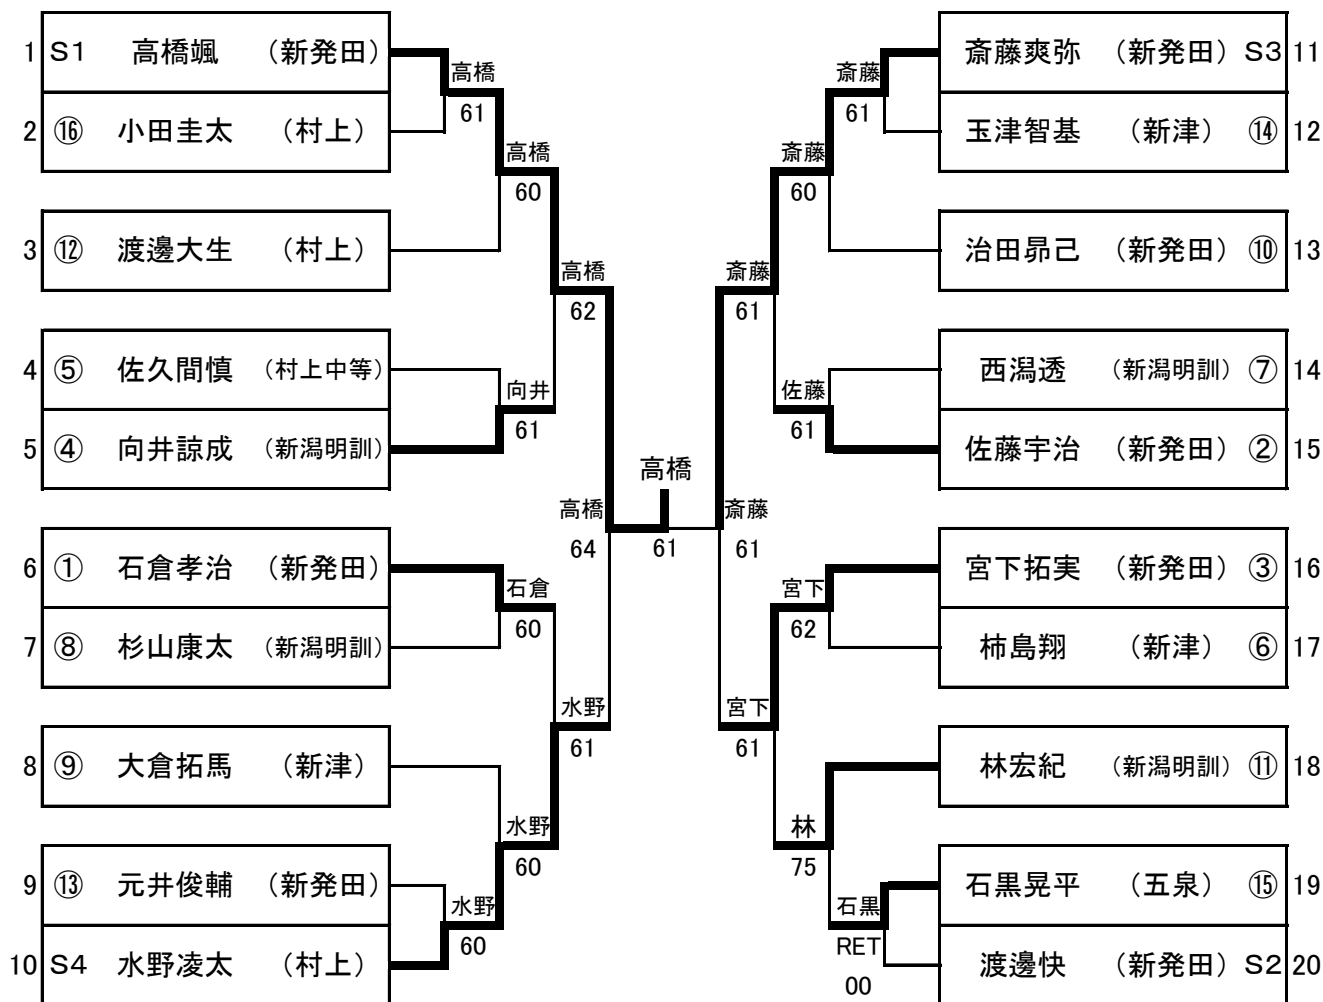 1 S1 高橋颯 （新発田）
2 ⑯ 小田圭太 （村上）
3 ⑫ 渡邊大生 （村上）
4 ⑤ 佐久間慎 （村上中等）
5 ④ 向井諒成 （新潟明訓）
6 ① 石倉孝治 （新発田）
7 ⑧ 杉山康太 （新潟明訓）
8 ⑨ 大倉拓馬 （新津）
9 ⑬ 元井俊輔 （新発田）
10 S4 水野凌太 （村上）
高橋
61
高橋
60
高橋
62
向井
61
高橋
64
石倉
60
水野
61
水野
60
水野
60
高橋
61
斎藤
61
斎藤
60
斎藤
61
佐藤
61
斎藤
61
宮下
62
宮下
61
林
75
石黒
RET
00
斎藤爽弥 （新発田） S3 11
玉津智基 （新津） ⑭ 12
治田昴己 （新発田） ⑩ 13
西潟透 （新潟明訓） ⑦ 14
佐藤宇治 （新発田） ② 15
宮下拓実 （新発田） ③ 16
柿島翔 （新津） ⑥ 17
林宏紀 （新潟明訓） ⑪ 18
石黒晃平 （五泉） ⑮ 19
渡邊快 （新発田） S2 20